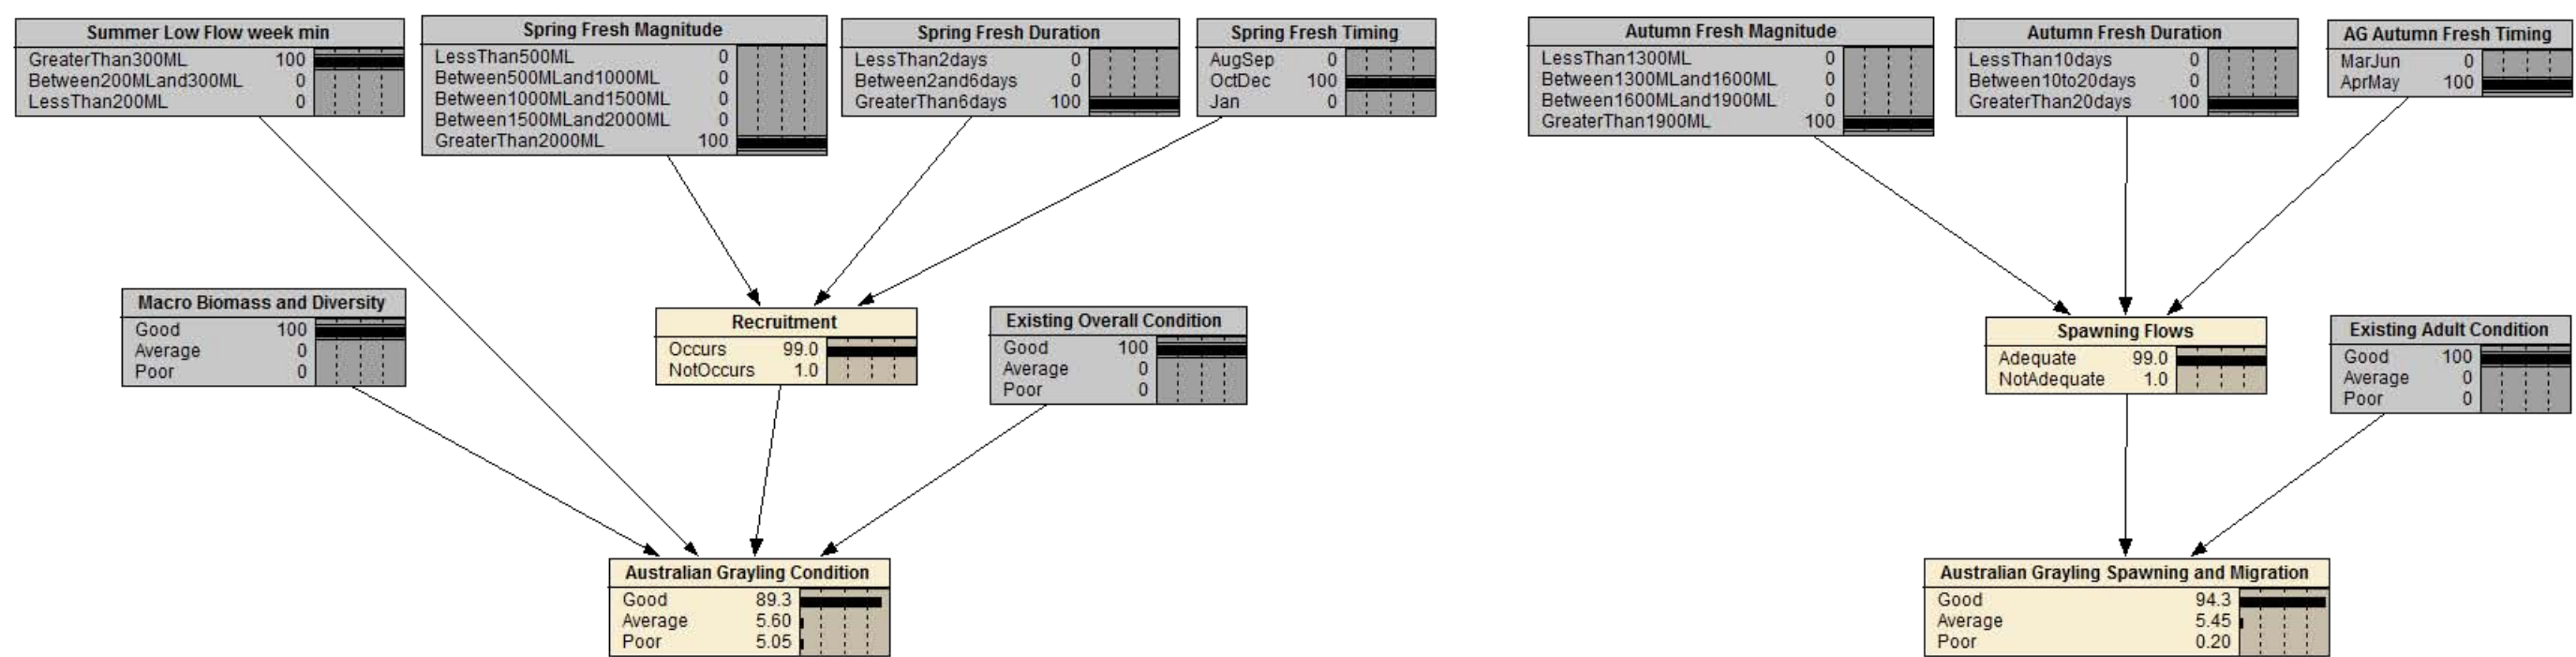 Summer Low Flow week min
GreaterThan300ML 100
Between200MLand300ML 0
LessThan200ML 0
Spring Fresh Magnitude
LessThan500ML 0
Between500MLand1000ML 0
Between1000MLand1500ML 0
Between1500MLand2000ML 0
GreaterThan2000ML 100
Spring Fresh Duration
LessThan2days 0
Between2and6days 0
GreaterThan6days 100
Spring Fresh Timing
AugSep 0
OctDec 100
Jan 0
Autumn Fresh Magnitude
LessThan1300ML 0
Between1300MLand1600ML 0
Between1600MLand1900ML 0
GreaterThan1900ML 100
Autumn Fresh Duration
LessThan10days 0
Between10to20days 0
GreaterThan20days 100
AG Autumn Fresh Timing
MarJun 0
AprMay 100
Macro Biomass and Diversity
Good 100
Average 0
Poor 0
Recruitment
Occurs 99.0
NotOccurs 1.0
Existing Overall Condition
Good 100
Average 0
Poor 0
Spawning Flows
Adequate 99.0
NotAdequate 1.0
Existing Adult Condition
Good 100
Average 0
Poor 0
Australian Grayling Condition
Good 89.3
Average 5.60
Poor 5.05
Australian Grayling Spawning and Migration
Good 94.3
Average 5.45
Poor 0.20